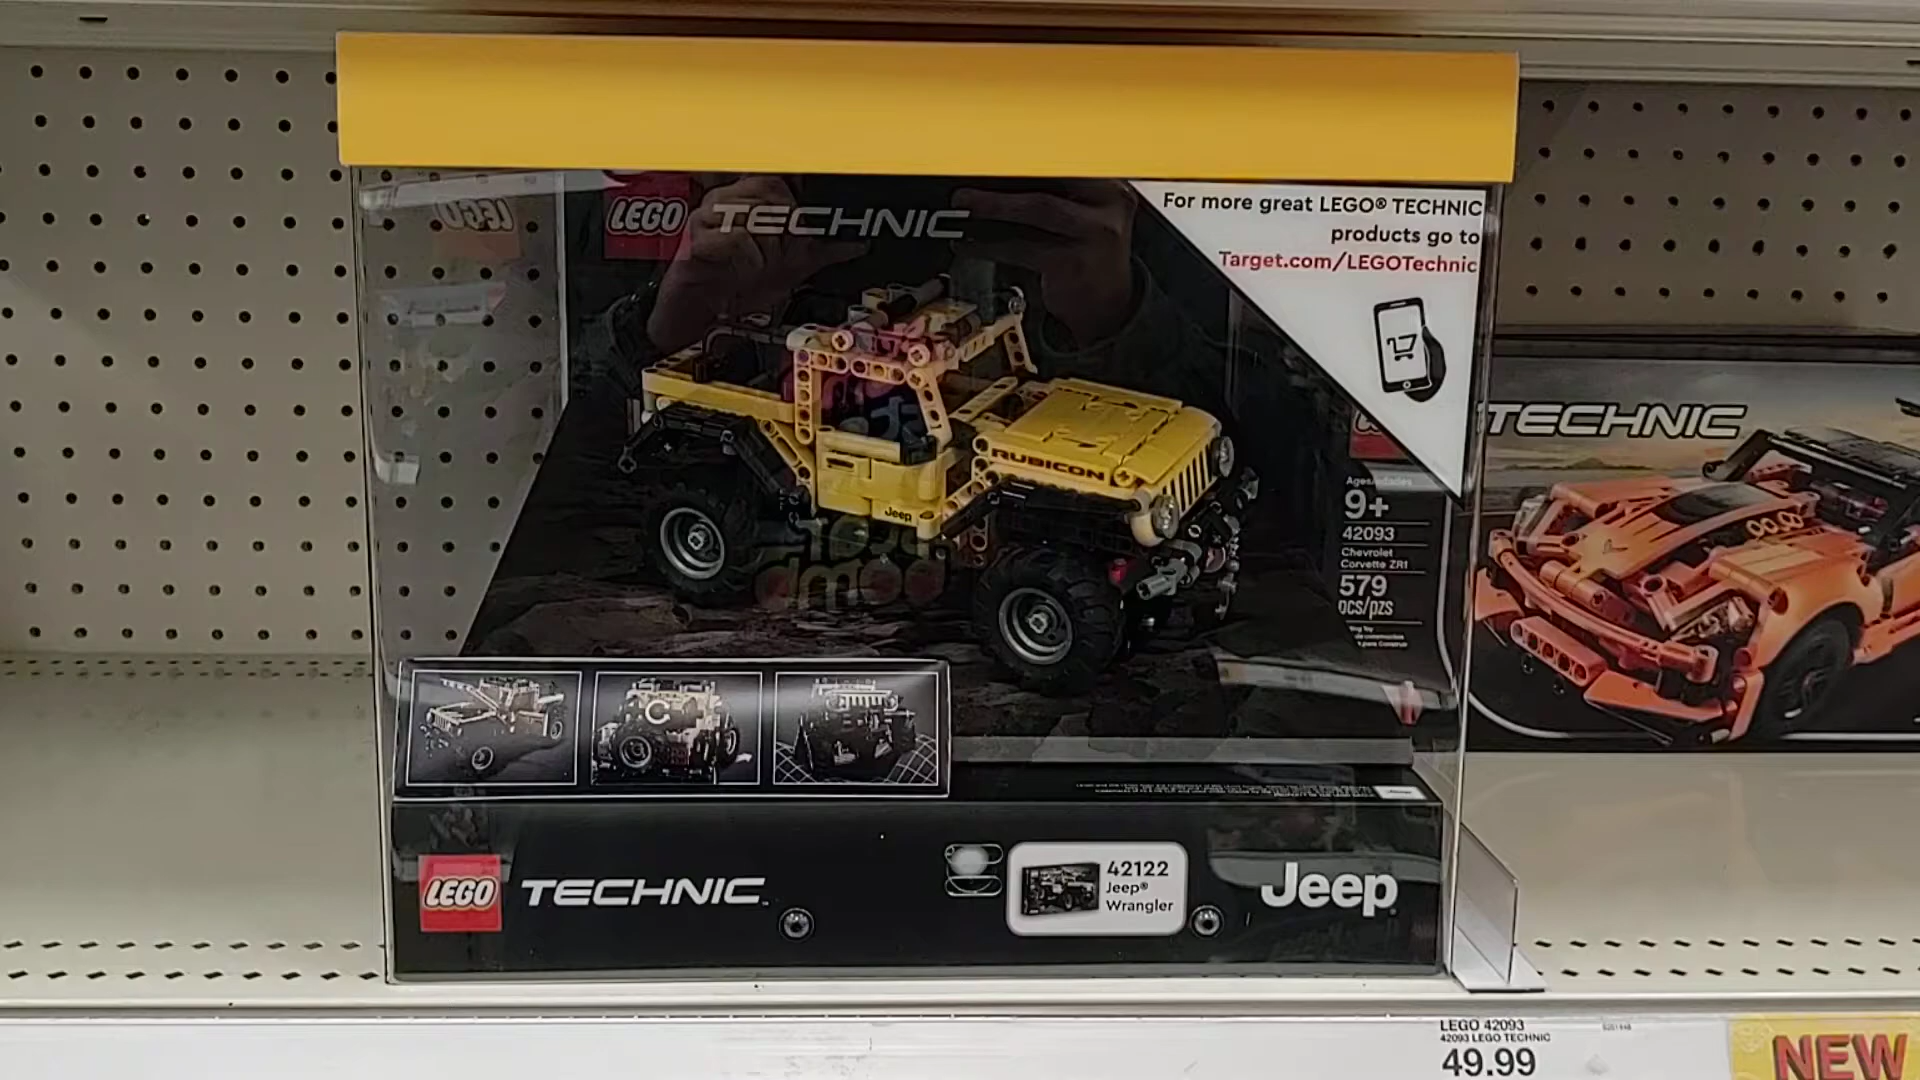 LEGO TECHNIC
For more great LEGO® TECHNIC
products go to
Target.com/LEGOTechnic
RUBICON
Jeep
Ages/edades
9+
42093
Chevrolet
Corvette ZR1
579
pcs/pzs
TECHNIC
LEGO TECHNIC
42122
Jeep®
Wrangler
Jeep
LEGO 42093
42093 LEGO TECHNIC
49.99
NEW